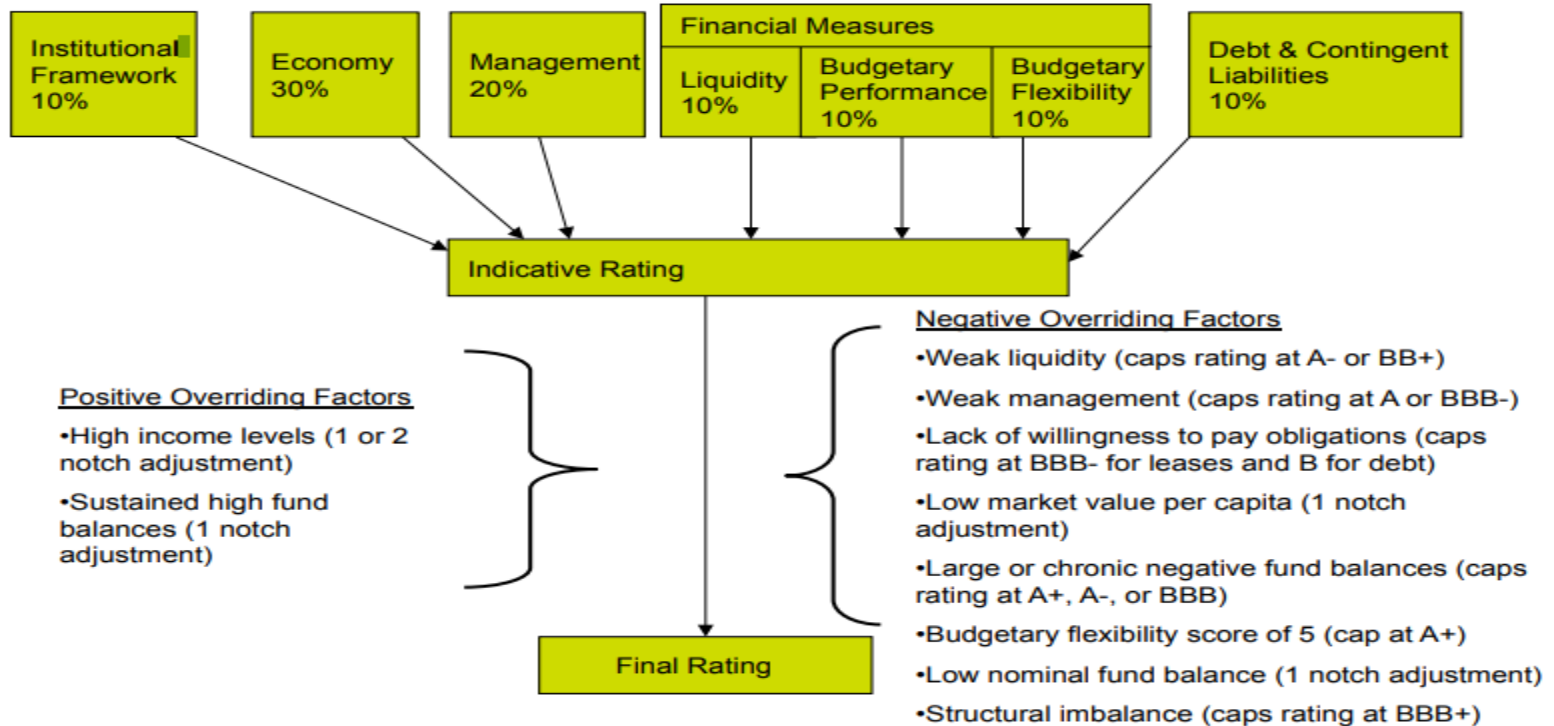 Institutional
Framework
10%
Economy
30%
Management
20%
Financial Measures
Liquidity
10%
Budgetary
Performance
10%
Budgetary
Flexibility
10%
Debt & Contingent
Liabilities
10%
Indicative Rating
Positive Overriding Factors
•High income levels (1 or 2
notch adjustment)
•Sustained high fund
balances (1 notch
adjustment)
Negative Overriding Factors
•Weak liquidity (caps rating at A- or BB+)
•Weak management (caps rating at A or BBB-)
•Lack of willingness to pay obligations (caps
rating at BBB- for leases and B for debt)
•Low market value per capita (1 notch
adjustment)
•Large or chronic negative fund balances (caps
rating at A+, A-, or BBB)
•Budgetary flexibility score of 5 (cap at A+)
•Low nominal fund balance (1 notch adjustment)
•Structural imbalance (caps rating at BBB+)
Final Rating